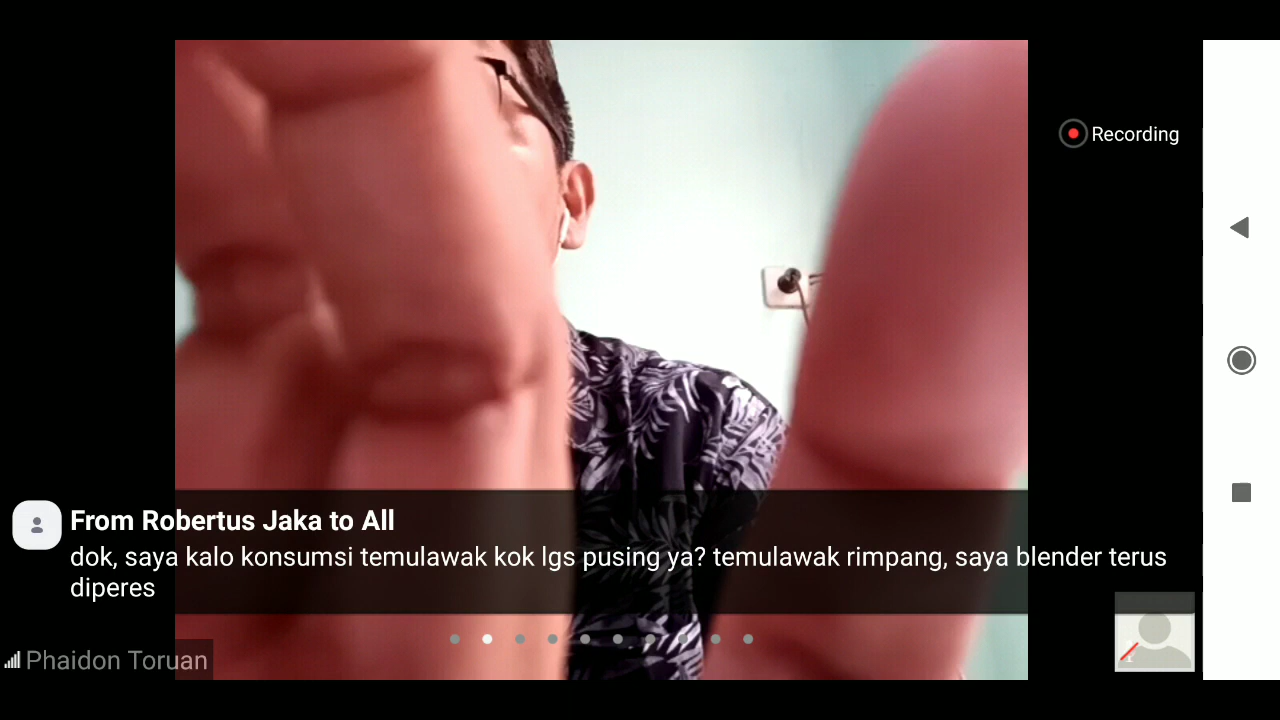 Recording
From Robertus Jaka to All
dok, saya kalo konsumsi temulawak kok lgs pusing ya? temulawak rimpang, saya blender terus
diperes
Phaidon Toruan